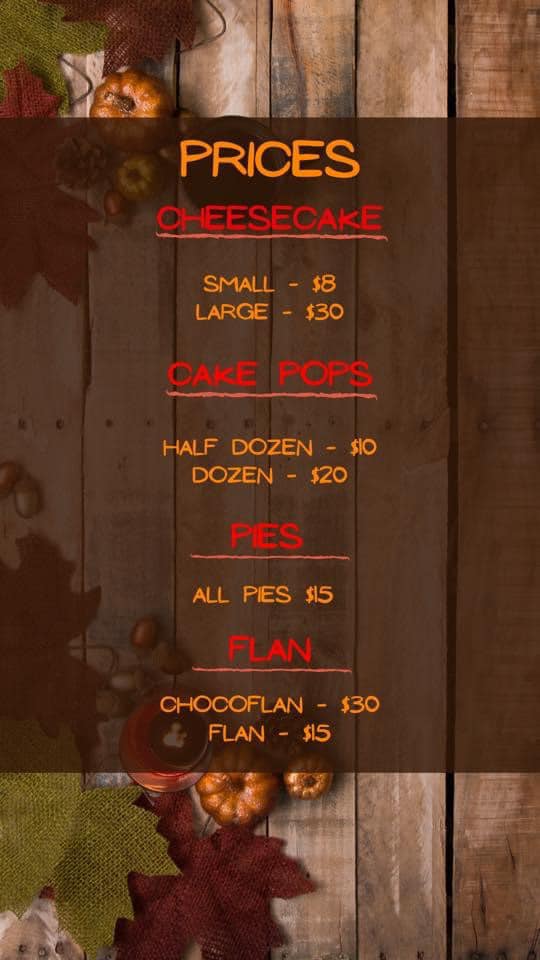 PRICES
CHEESECAKE
SMALL - $8
LARGE - $30
CAKE POPS
HALF DOZEN - $10
DOZEN - $20
PIES
ALL PIES $15
FLAN
CHOCOFLAN - $30
FLAN - $15